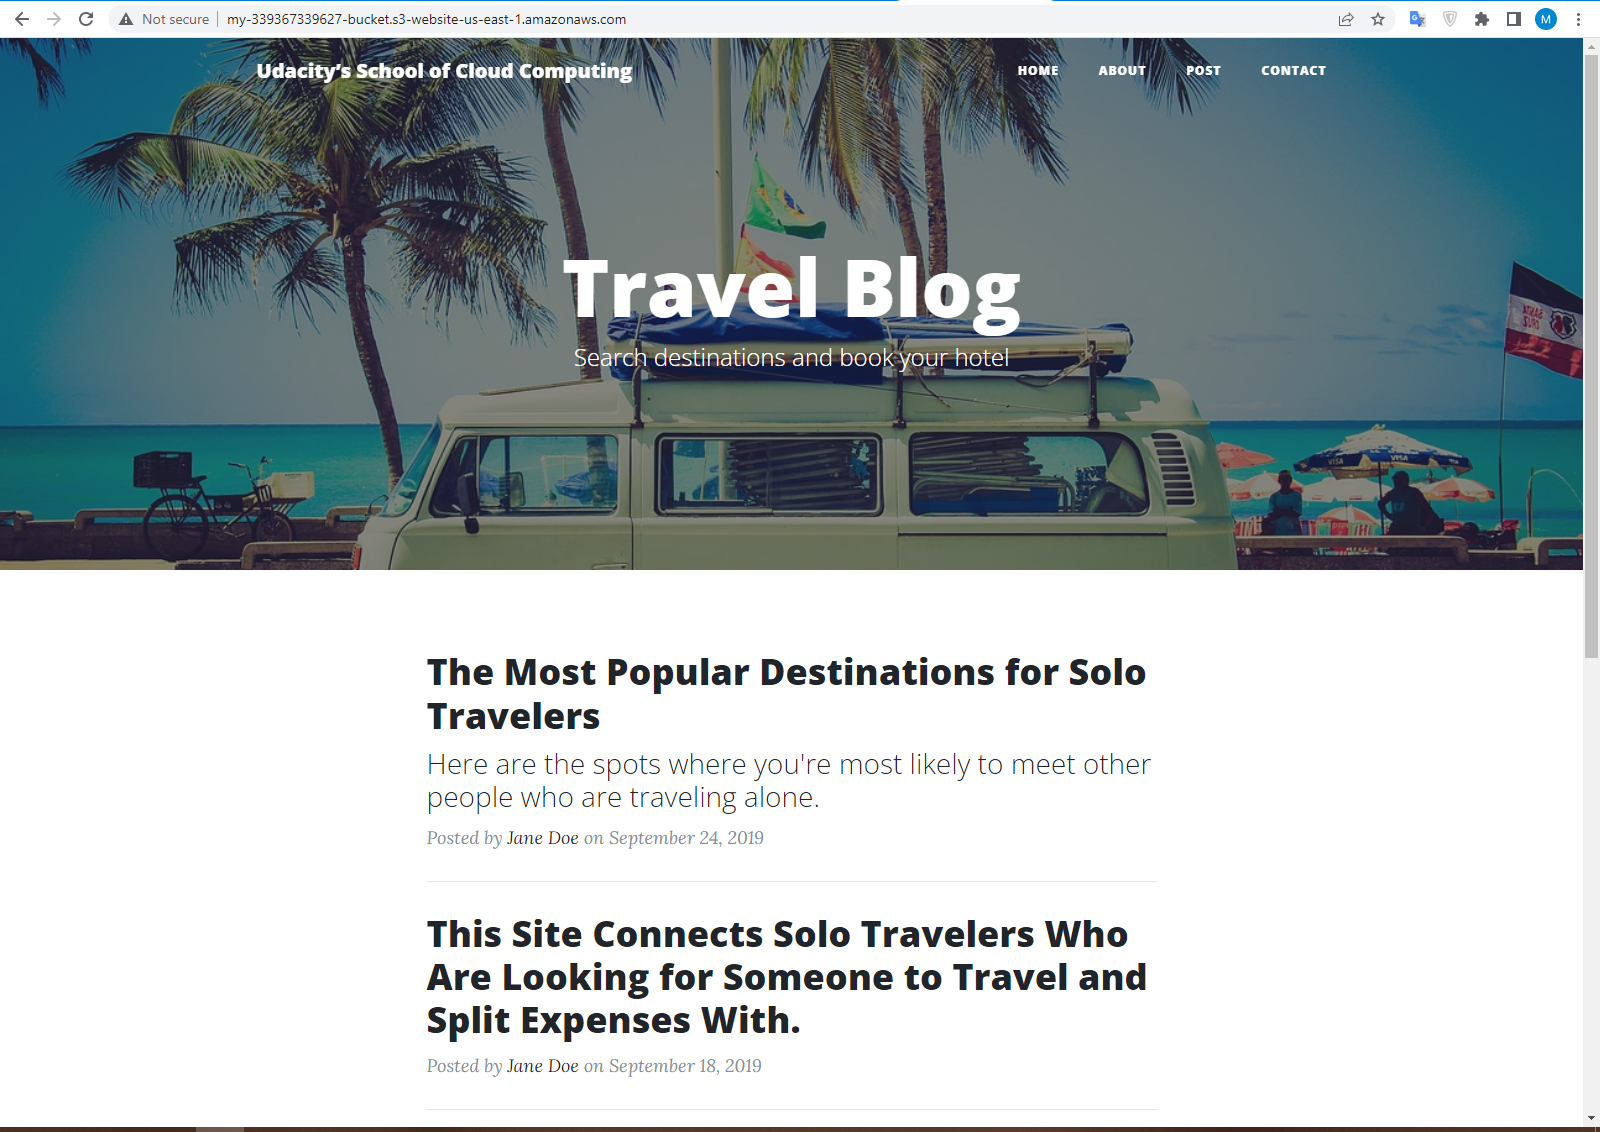 Not secure
my-339367339627-bucket.s3-website-us-east-1.amazonaws.com
M
Udacity's School of Cloud Computing
HOME
ABOUT
POST
CONTACT
Travel Blog
Search destinations and book your hotel
SANTA
CRUZ
VISA
VISA
The Most Popular Destinations for Solo
Travelers
Here are the spots where you're most likely to meet other
people who are traveling alone.
Posted by Jane Doe on September 24, 2019
This Site Connects Solo Travelers Who
Are Looking for Someone to Travel and
Split Expenses With.
Posted by Jane Doe on September 18, 2019